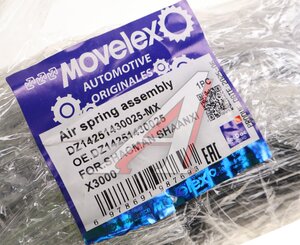 MOVELEX
AUTOMOTIVE
ORIGINALES
Air spring assembly
1PC
DZ14251430025-MX
OE:DZ14251430025
FOR SHACMAN SHAANXI
X3000
EAC